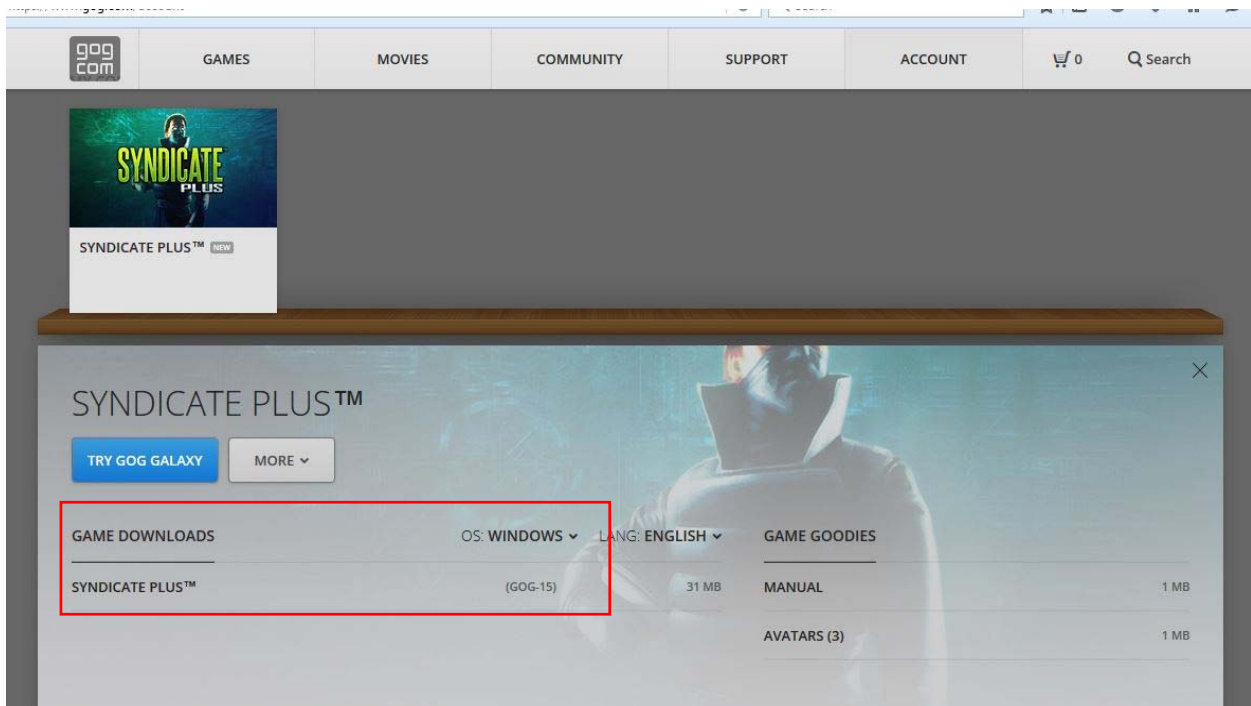 gog
com
GAMES
MOVIES
COMMUNITY
SUPPORT
ACCOUNT
0
Search
SYNDICATE
PLUS
SYNDICATE PLUS™ NEW
SYNDICATE PLUS™
TRY GOG GALAXY
MORE
GAME DOWNLOADS
OS: WINDOWS
LANG: ENGLISH
SYNDICATE PLUS™ (GOG-15) 31 MB
GAME GOODIES
MANUAL 1 MB
AVATARS (3) 1 MB